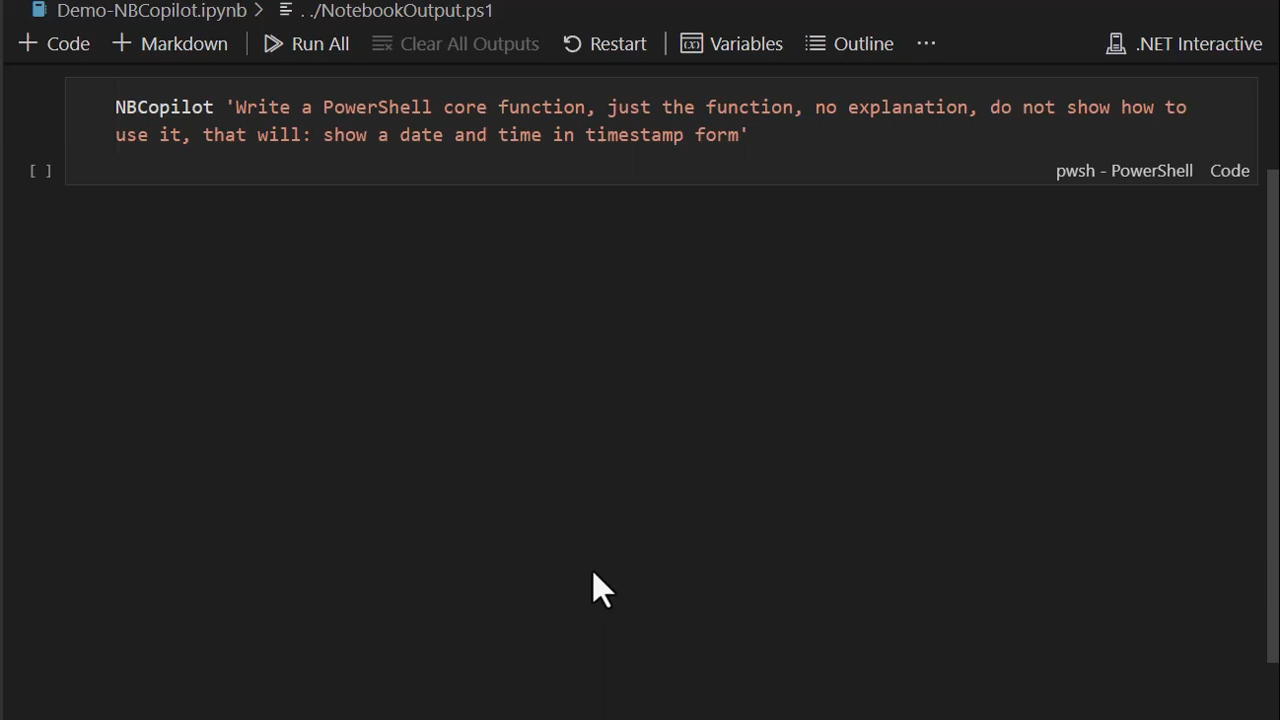 Demo-NBCopilot.ipynb > ../NotebookOutput.ps1
+ Code + Markdown Run All Clear All Outputs Restart Variables Outline ··· .NET Interactive
NBCopilot 'Write a PowerShell core function, just the function, no explanation, do not show how to
use it, that will: show a date and time in timestamp form'
[ ] pwsh - PowerShell Code